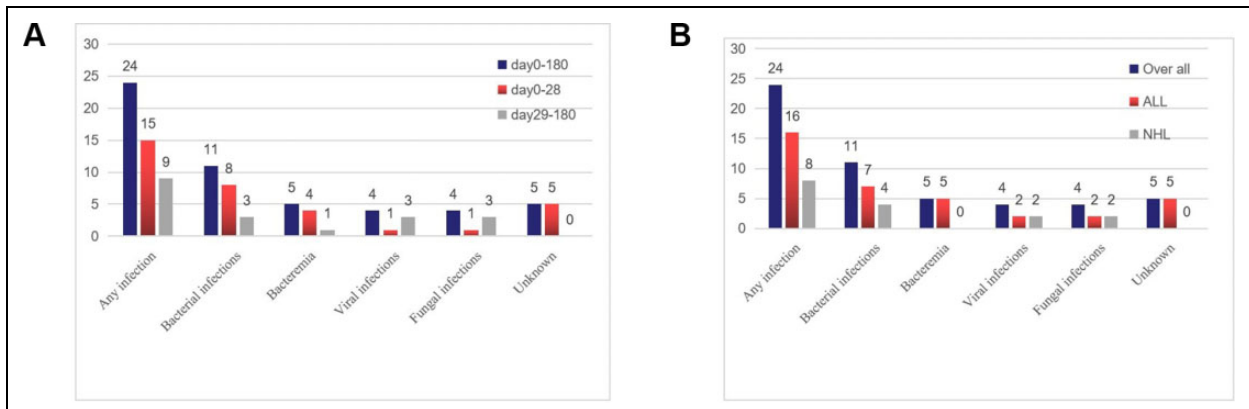 A
30
25
20
15
10
5
0
24
15
9
11
8
3
5
4
1
4
1
3
4
1
3
5
5
0
day0-180
day0-28
day29-180
Any infection
Bacterial infections
Bacteremia
Viral infections
Fungal infections
Unknown
B
30
25
20
15
10
5
0
24
16
8
11
7
4
5
5
0
4
2
2
4
2
2
5
5
0
Over all
ALL
NHL
Any infection
Bacterial infections
Bacteremia
Viral infections
Fungal infections
Unknown